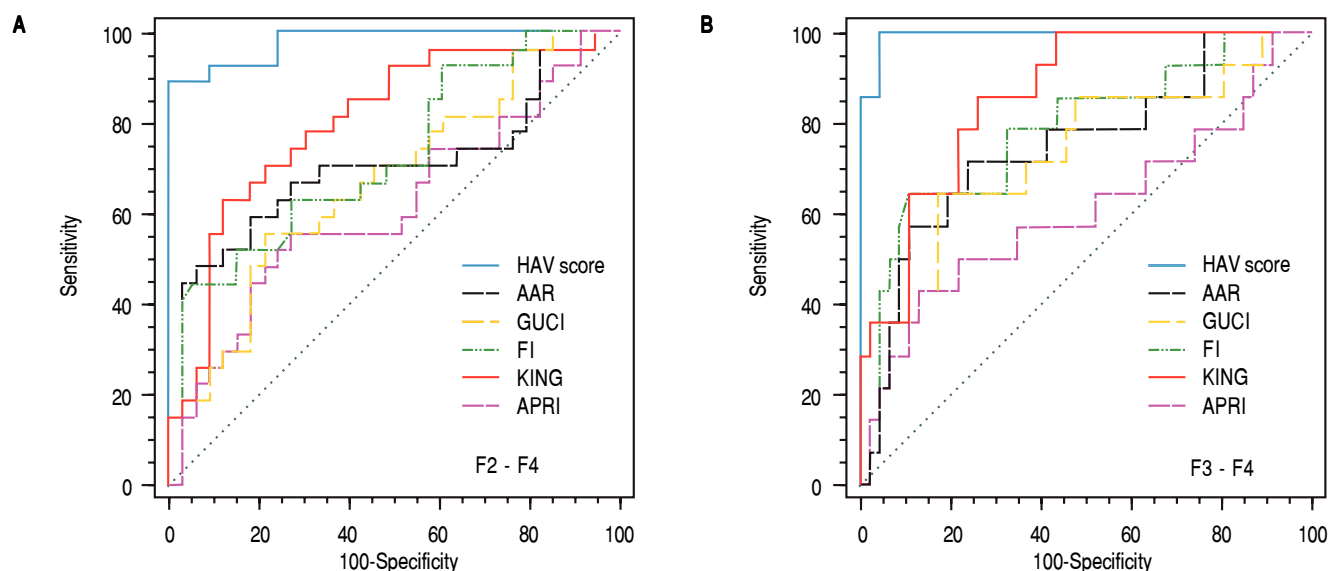 A
Sensitivity
100
80
60
40
20
0
HAV score
AAR
GUCI
FI
KING
APRI
F2 - F4
0 20 40 60 80 100
100-Specificity
B
Sensitivity
100
80
60
40
20
0
HAV score
AAR
GUCI
FI
KING
APRI
F3 - F4
0 20 40 60 80 100
100-Specificity